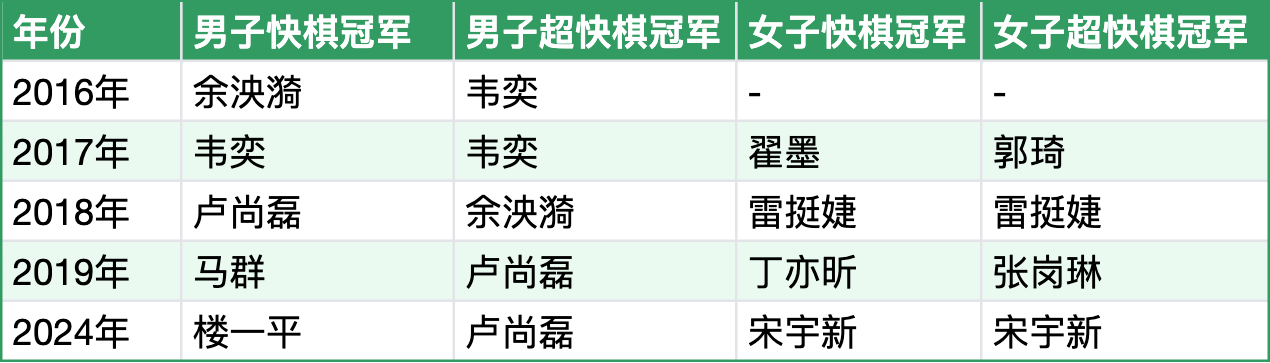 年份 男子快棋冠军 男子超快棋冠军 女子快棋冠军 女子超快棋冠军
2016年 余泱漪 韦奕 - -
2017年 韦奕 韦奕 翟墨 郭琦
2018年 卢尚磊 余泱漪 雷挺婕 雷挺婕
2019年 马群 卢尚磊 丁亦昕 张岗琳
2024年 楼一平 卢尚磊 宋宇新 宋宇新